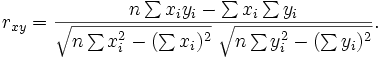 r_{xy} = \frac{n\sum x_i y_i - \sum x_i \sum y_i}{\sqrt{n\sum x_i^2 - (\sum x_i)^2} \sqrt{n\sum y_i^2 - (\sum y_i)^2}}.